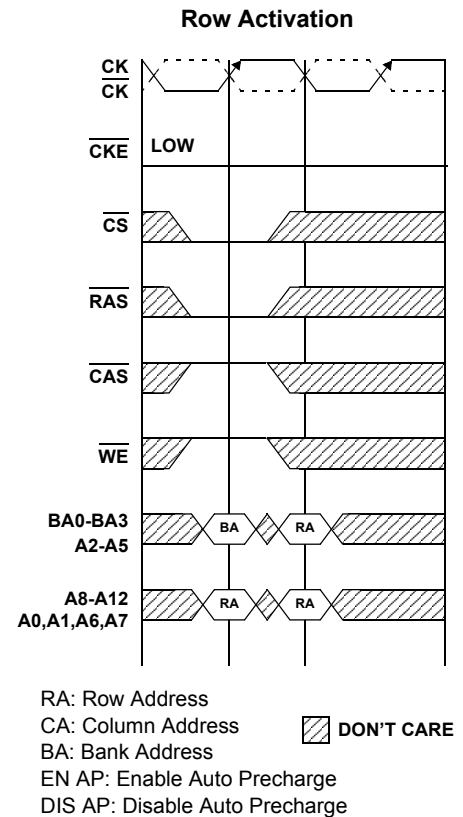 Row Activation
CK
CK
CKE LOW
CS
RAS
CAS
WE
BA0-BA3
A2-A5
BA RA
A8-A12
A0,A1,A6,A7
RA RA
RA: Row Address
CA: Column Address
DON'T CARE
BA: Bank Address
EN AP: Enable Auto Precharge
DIS AP: Disable Auto Precharge